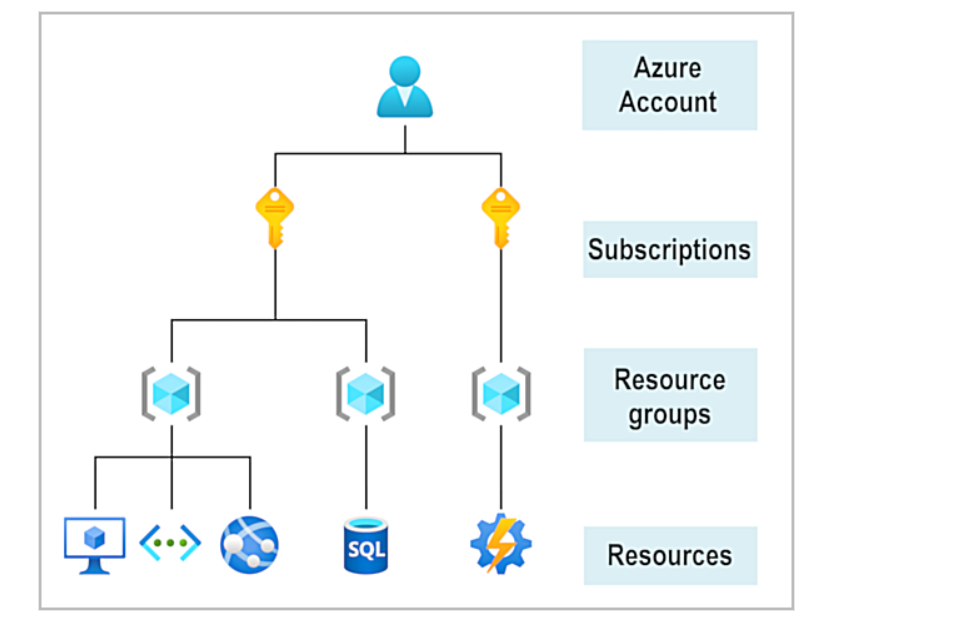 Azure
Account
Subscriptions
Resource
groups
SQL
Resources